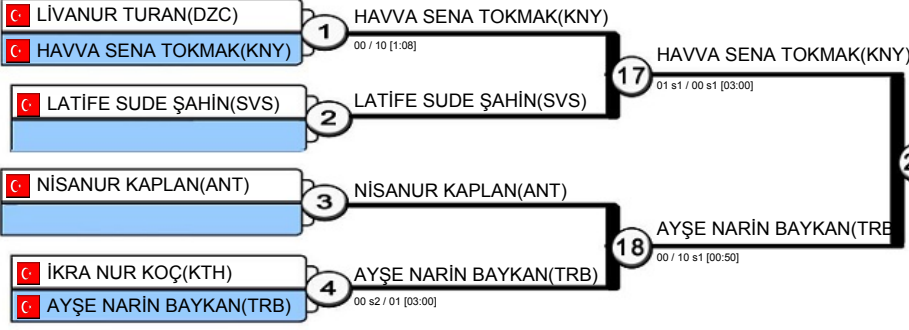 LİVANUR TURAN(DZC)
HAVVA SENA TOKMAK(KNY)
1
HAVVA SENA TOKMAK(KNY)
00 / 10 [1:08]
LATİFE SUDE ŞAHİN(SVS)
2
LATİFE SUDE ŞAHİN(SVS)
17
HAVVA SENA TOKMAK(KNY)
01 s1 / 00 s1 [03:00]
NİSANUR KAPLAN(ANT)
3
NİSANUR KAPLAN(ANT)
İKRA NUR KOÇ(KTH)
AYŞE NARİN BAYKAN(TRB)
4
AYŞE NARİN BAYKAN(TRB)
00 s2 / 01 [03:00]
18
AYŞE NARİN BAYKAN(TRB
00 / 10 s1 [00:50]